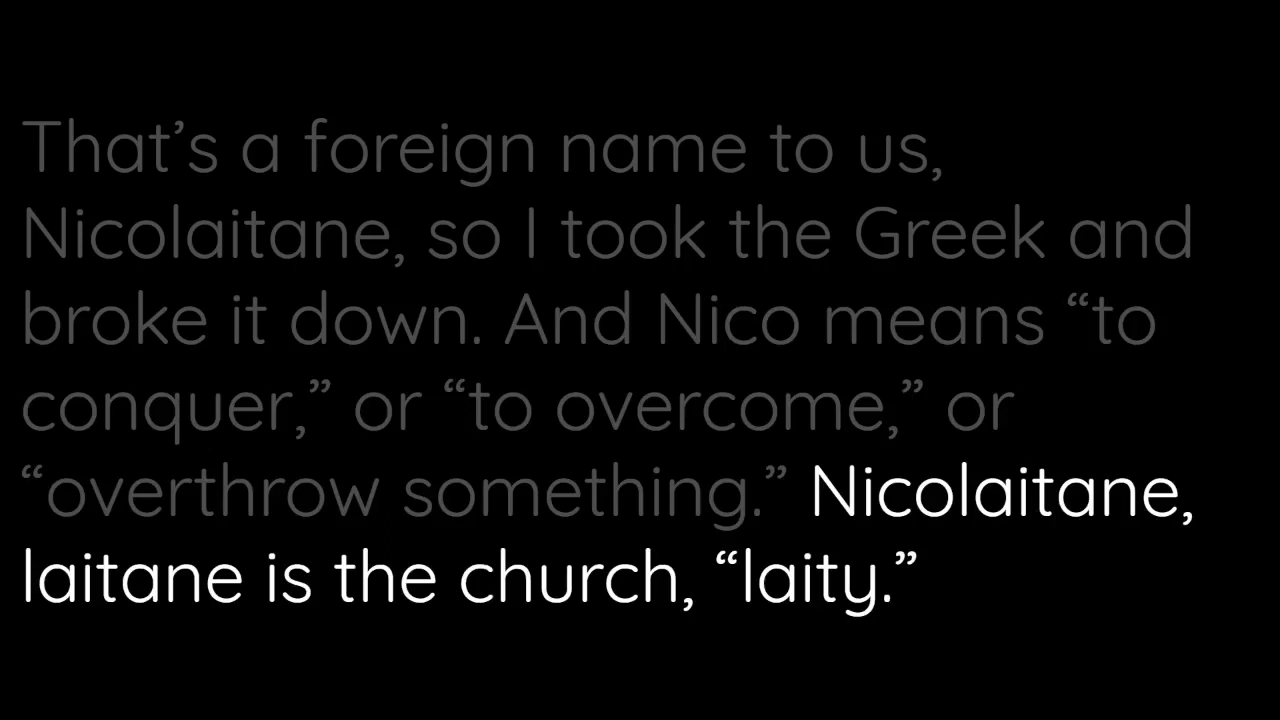 That’s a foreign name to us,
Nicolaitane, so I took the Greek and
broke it down. And Nico means “to
conquer,” or “to overcome,” or
“overthrow something.” Nicolaitane,
laitane is the church, “laity.”